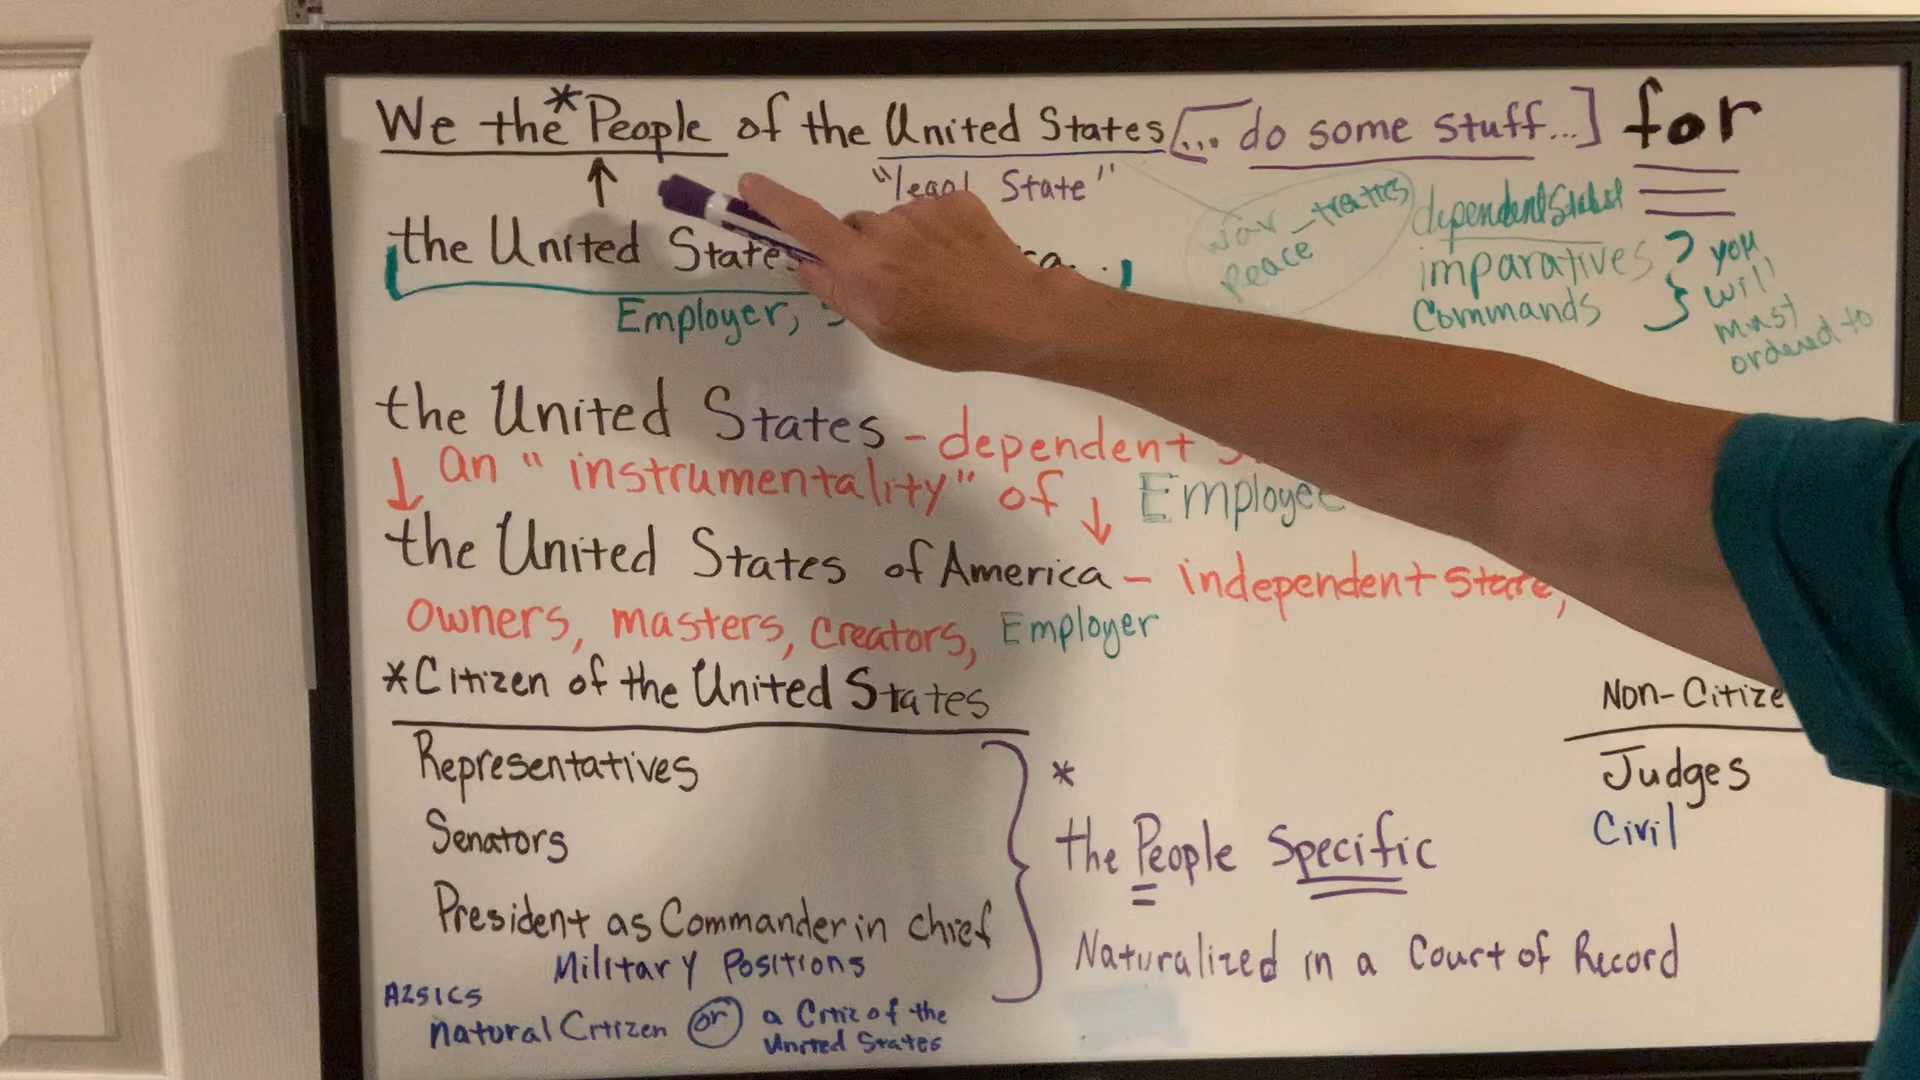 We the *People of the United States [... do some stuff...] for
"legal State"
war - treaties
peace
the United States
Employer,
dependent State
imparatives
Commands
you
will
must
ordered to
the United States - dependent
↓ an "instrumentality" of ↓ Employee
the United States of America - independent state,
owners, masters, creators, Employer
*Citizen of the United States
Representatives
Senators
President as Commander in chief
Military Positions
A2S1C5
natural Citizen or a Citiz of the
United States
*
the People Specific
Naturalized in a Court of Record
Non-Citize
Judges
Civil